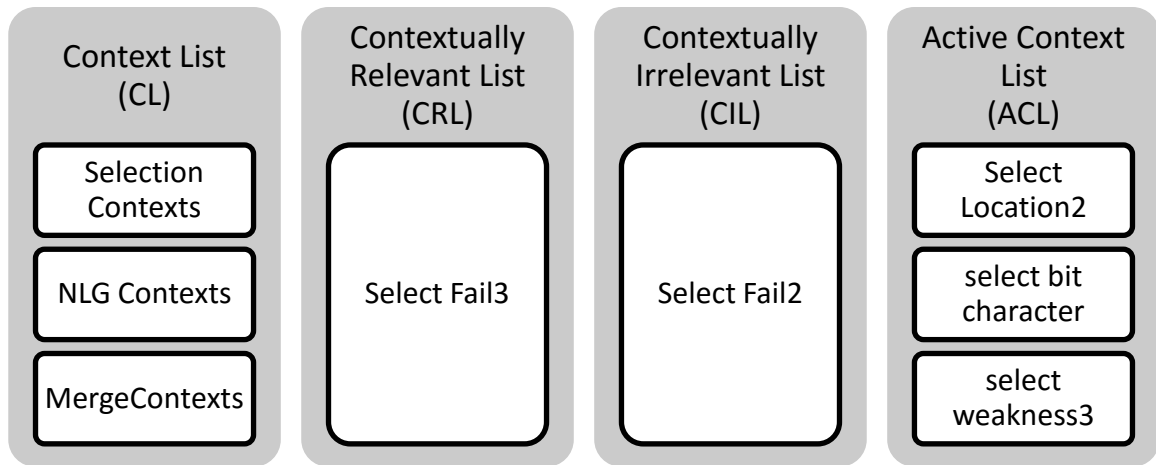 Context List
(CL)
Selection
Contexts
NLG Contexts
MergeContexts
Contextually
Relevant List
(CRL)
Select Fail3
Contextually
Irrelevant List
(CIL)
Select Fail2
Active Context
List
(ACL)
Select
Location2
select bit
character
select
weakness3